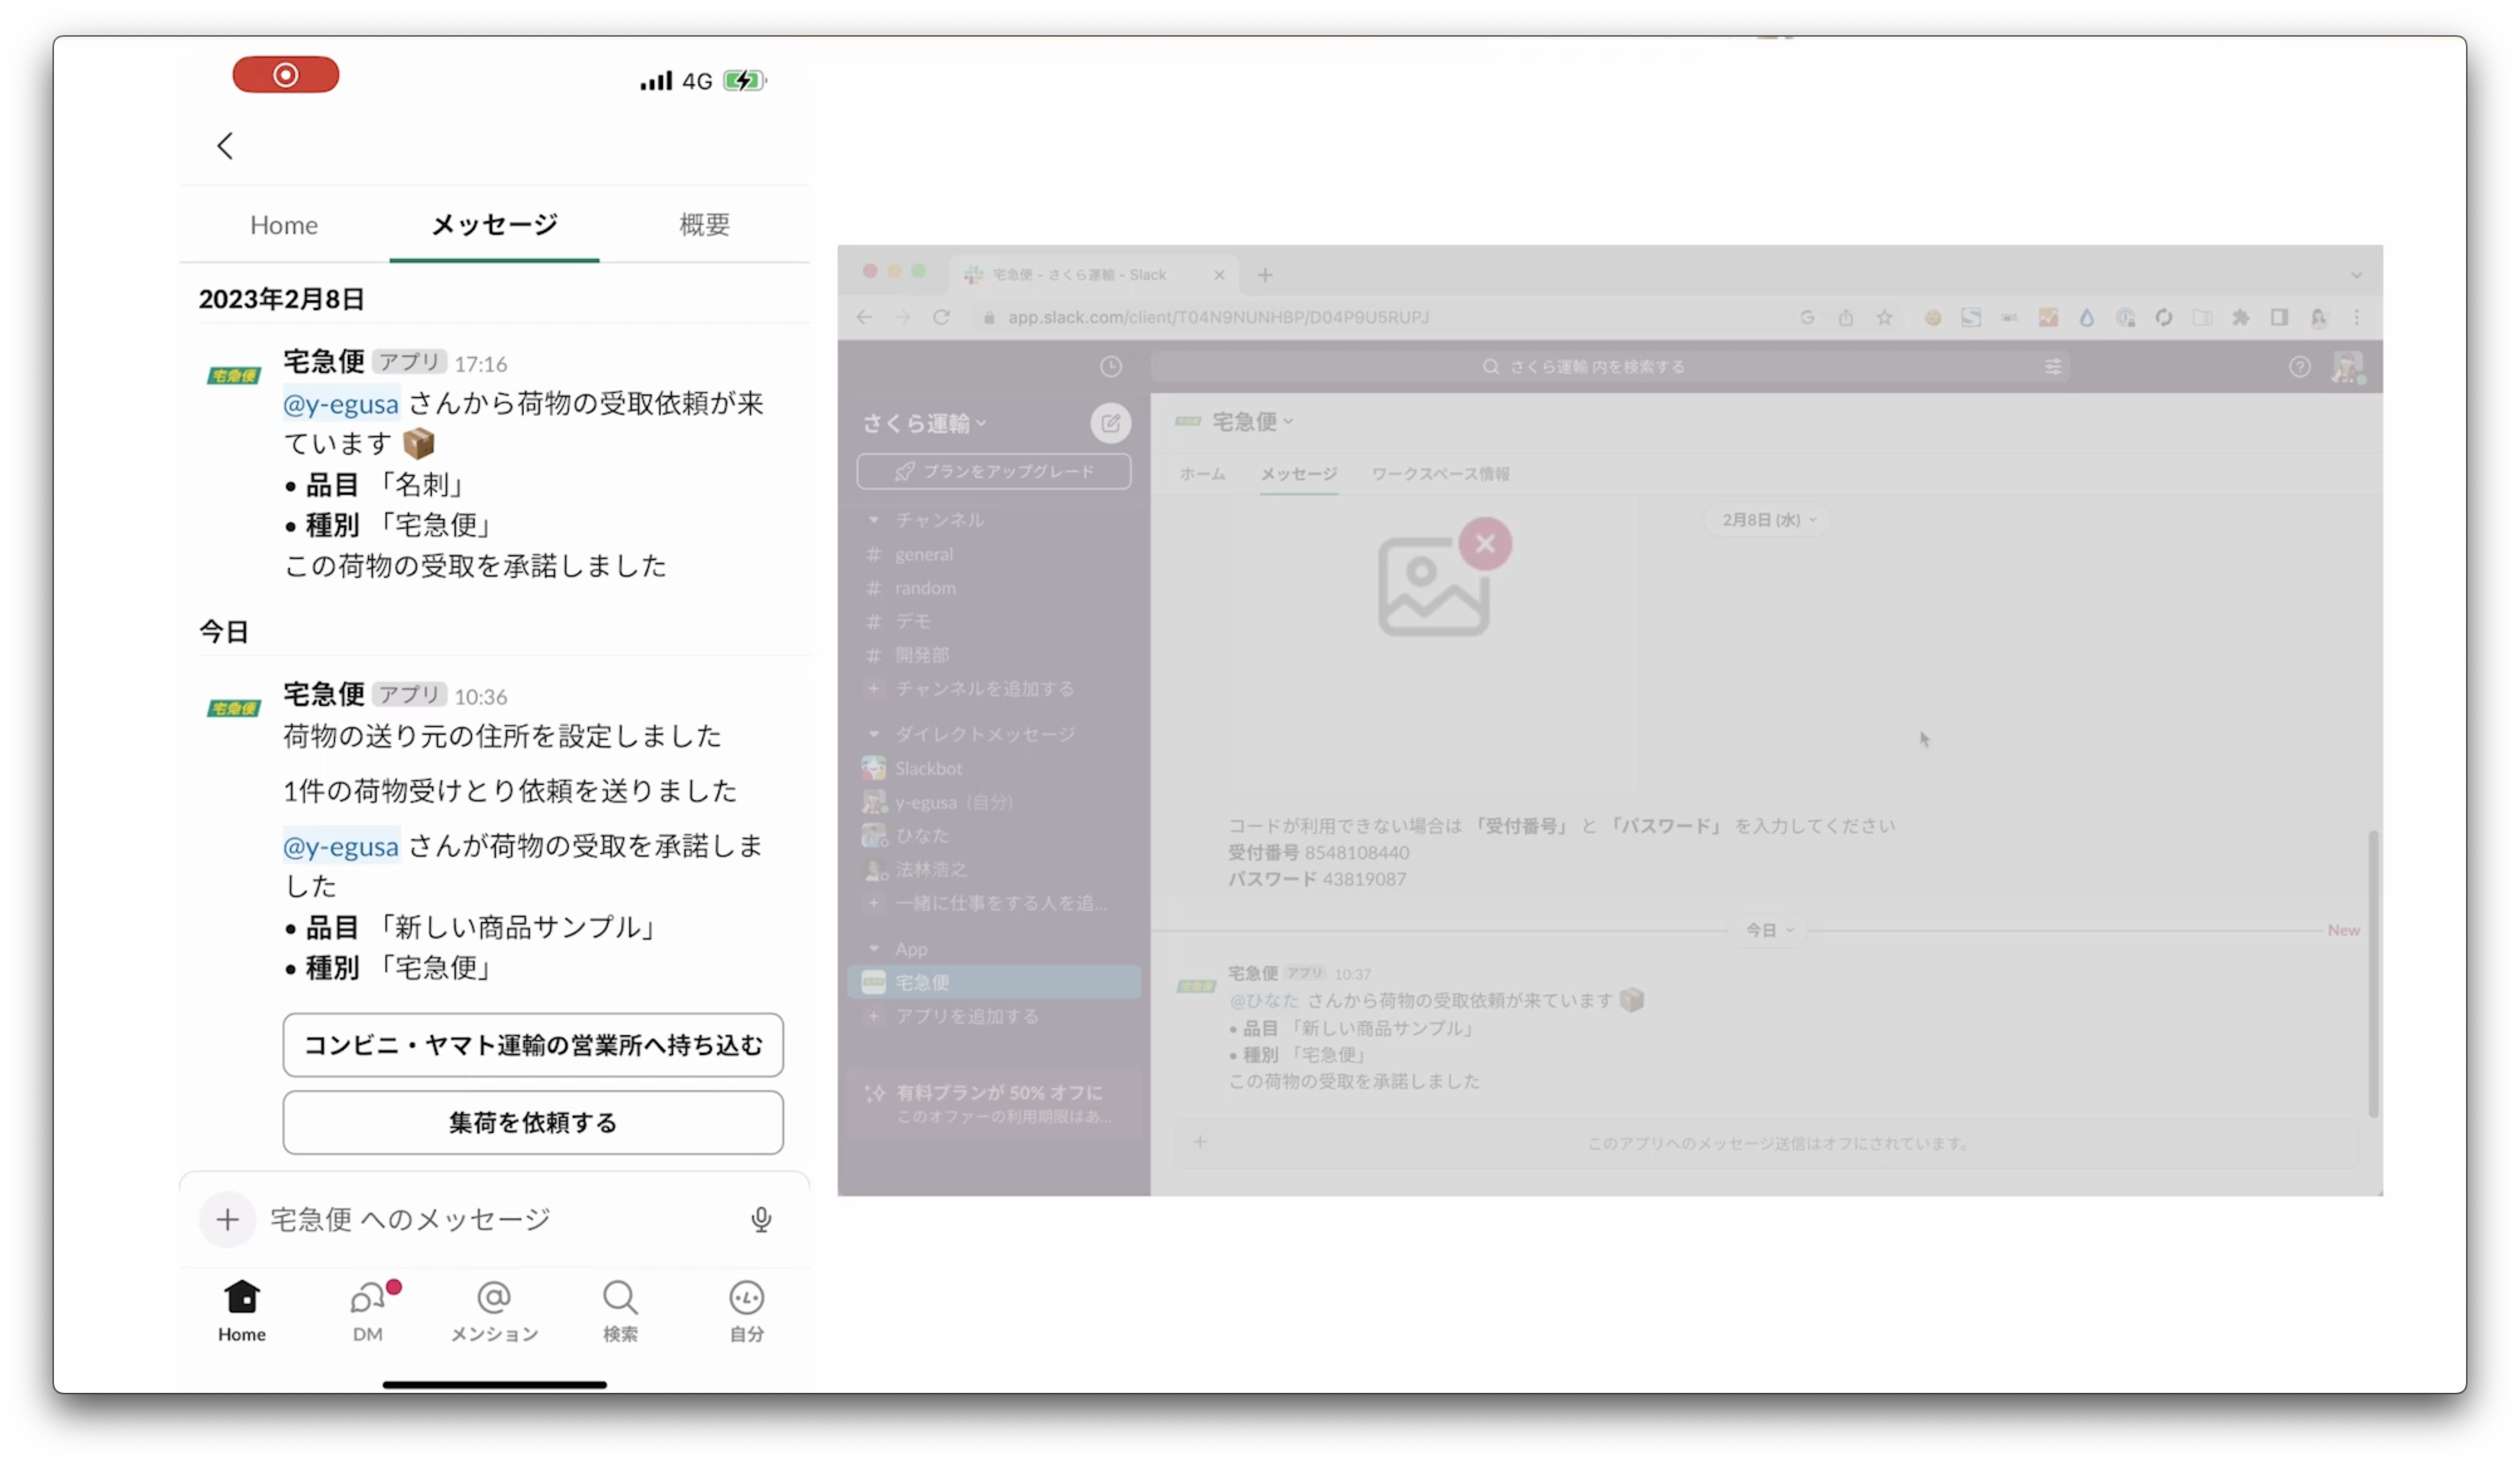 4G
Home メッセージ 概要
2023年2月8日
宅急便
宅急便 アプリ 17:16
@y-egusa さんから荷物の受取依頼が来
ています
• 品目 「名刺」
• 種別 「宅急便」
この荷物の受取を承諾しました
今日
宅急便
宅急便 アプリ 10:36
荷物の送り元の住所を設定しました
1件の荷物受けとり依頼を送りました
@y-egusa さんが荷物の受取を承諾しま
した
• 品目 「新しい商品サンプル」
• 種別 「宅急便」
コンビニ・ヤマト運輸の営業所へ持ち込む
集荷を依頼する
宅急便 へのメッセージ
Home DM メンション 検索 自分
宅急便 - さくら運輸 - Slack
app.slack.com/client/T04N9NUNHBP/D04P9U5RUPJ
さくら運輸 内を検索する
さくら運輸
プランをアップグレード
チャンネル
# general
# random
# デモ
# 開発部
+ チャンネルを追加する
ダイレクトメッセージ
Slackbot
y-egusa (自分)
ひなた
法林浩之
+ 一緒に仕事をする人を追...
App
宅急便
+ アプリを追加する
有料プランが 50% オフに
このオファーの利用期限はあ...
宅急便
ホーム メッセージ ワークスペース情報
2月8日 (水)
コードが利用できない場合は 「受付番号」 と 「パスワード」 を入力してください
受付番号 8548108440
パスワード 43819087
今日
New
宅急便 アプリ 10:37
@ひなた さんから荷物の受取依頼が来ています
• 品目 「新しい商品サンプル」
• 種別 「宅急便」
この荷物の受取を承諾しました
このアプリへのメッセージ送信はオフにされています。